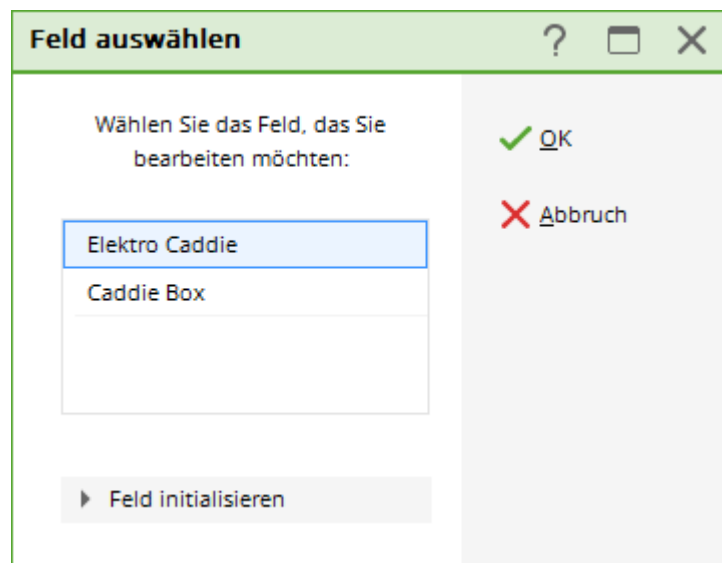 Feld auswählen
Wählen Sie das Feld, das Sie
bearbeiten möchten:
OK
Abbruch
Elektro Caddie
Caddie Box
Feld initialisieren